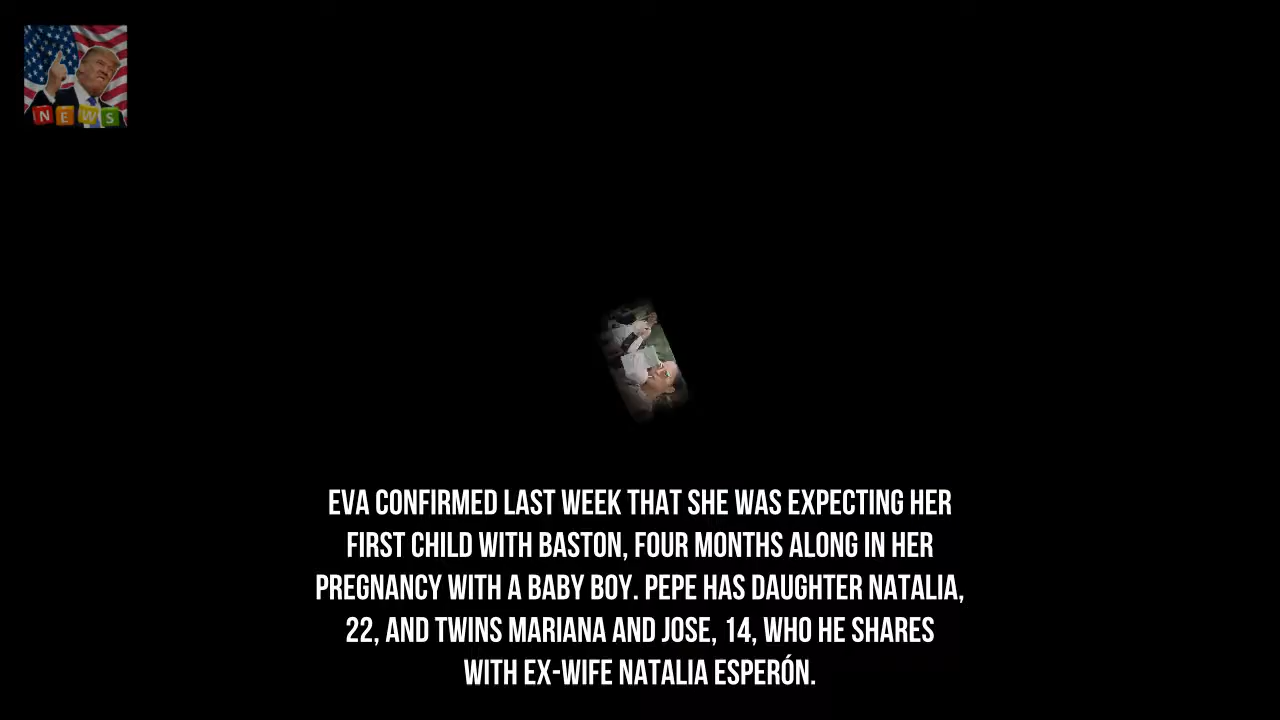 NEWS
EVA CONFIRMED LAST WEEK THAT SHE WAS EXPECTING HER
FIRST CHILD WITH BASTON, FOUR MONTHS ALONG IN HER
PREGNANCY WITH A BABY BOY. PEPE HAS DAUGHTER NATALIA,
22, AND TWINS MARIANA AND JOSE, 14, WHO HE SHARES
WITH EX-WIFE NATALIA ESPERÓN.